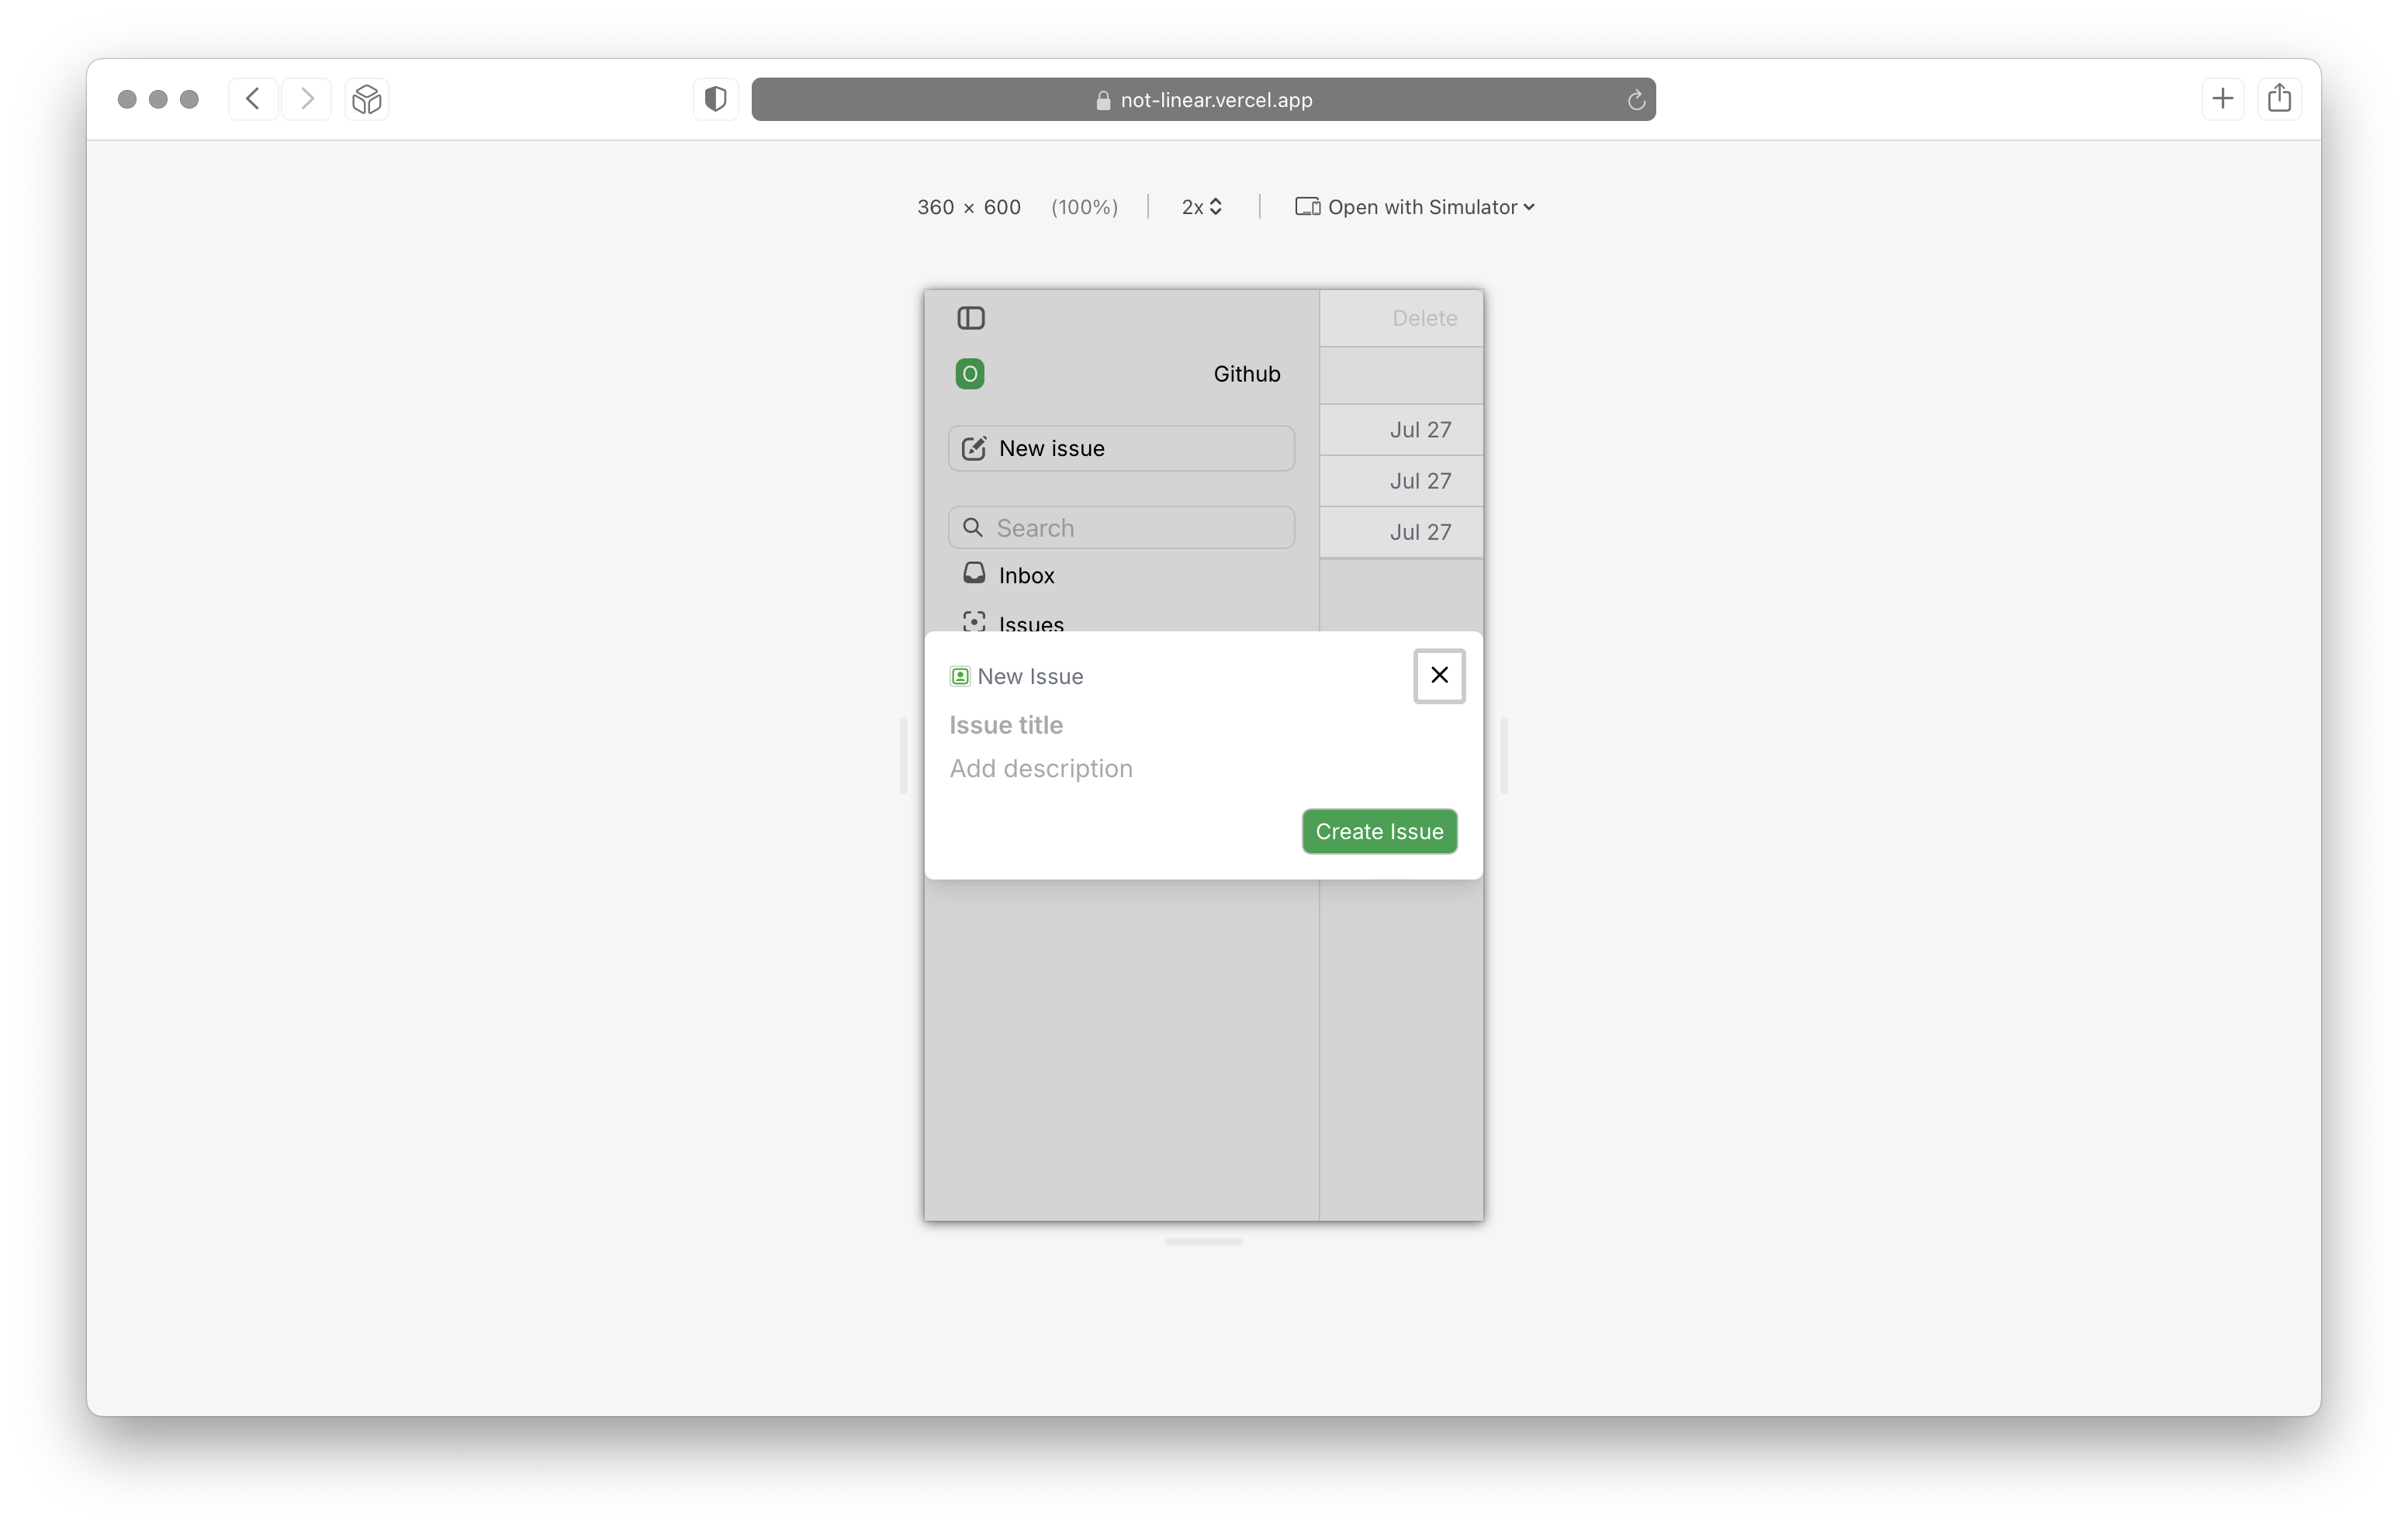 not-linear.vercel.app
360 × 600 (100%) 2x Open with Simulator
Delete
O Github
New issue
Search
Inbox
Issues
Jul 27
Jul 27
Jul 27
New Issue
Issue title
Add description
Create Issue